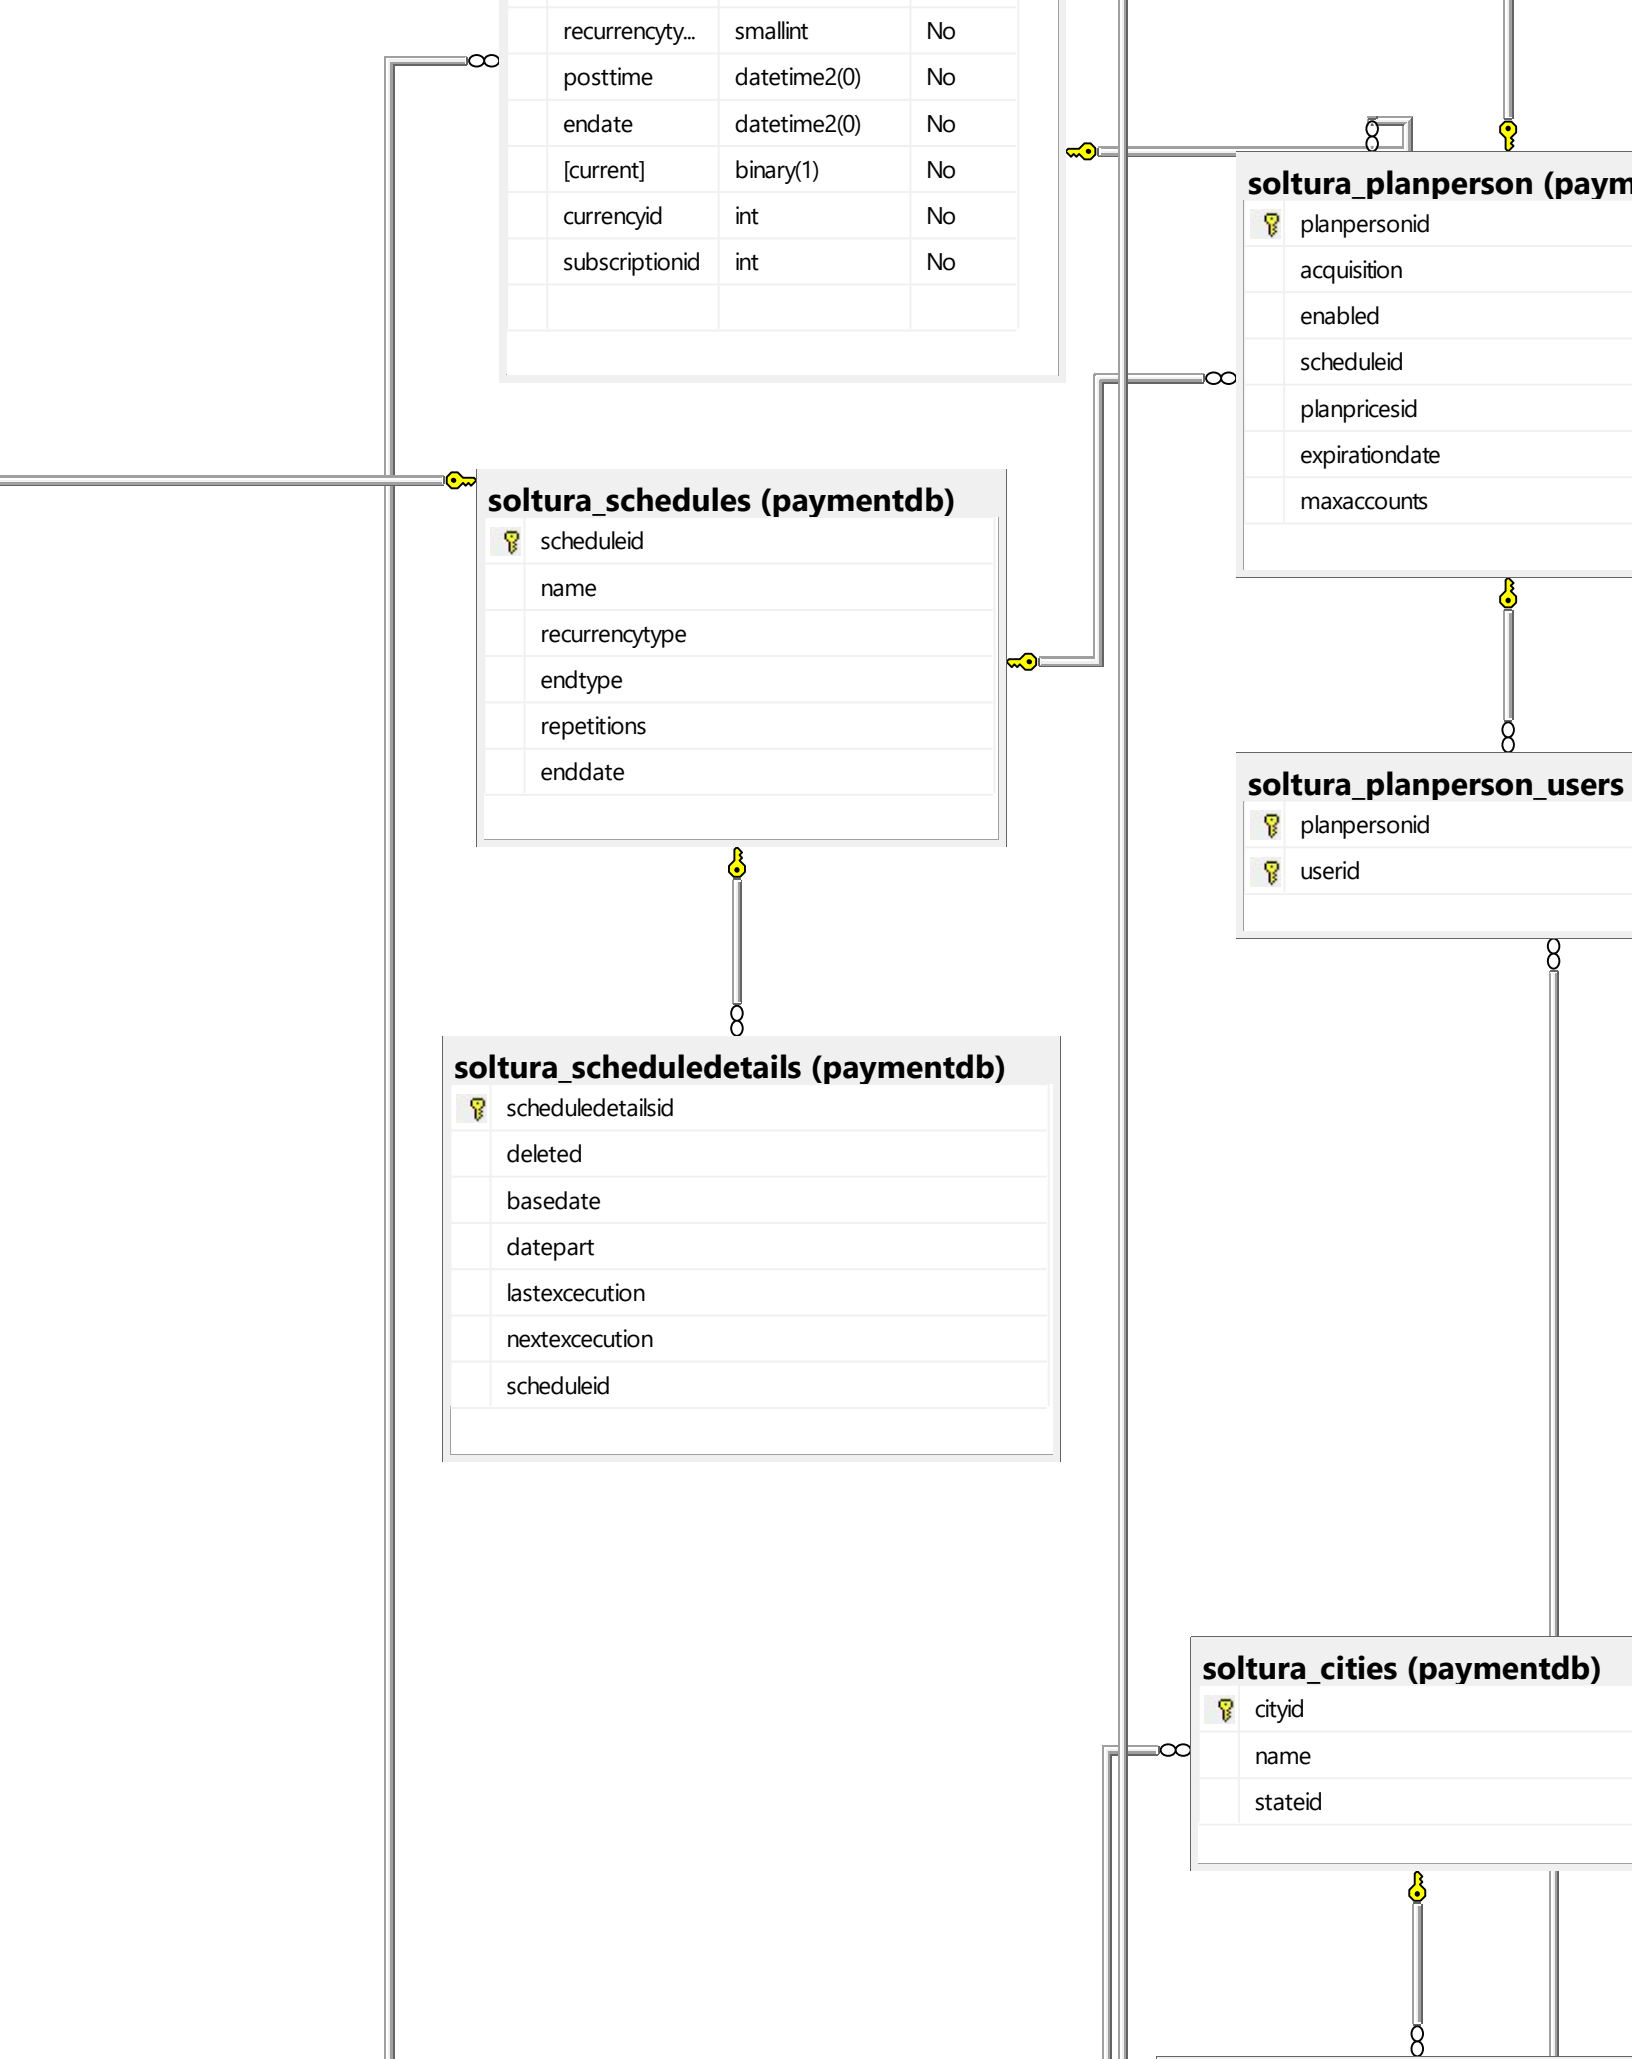 recurrencyty... smallint No
posttime datetime2(0) No
endate datetime2(0) No
[current] binary(1) No
currencyid int No
subscriptionid int No
soltura_planperson (paym
planpersonid
acquisition
enabled
scheduleid
planpricesid
expirationdate
maxaccounts
soltura_schedules (paymentdb)
scheduleid
name
recurrencytype
endtype
repetitions
enddate
soltura_planperson_users
planpersonid
userid
soltura_scheduledetails (paymentdb)
scheduledetailsid
deleted
basedate
datepart
lastexcecution
nextexcecution
scheduleid
soltura_cities (paymentdb)
cityid
name
stateid